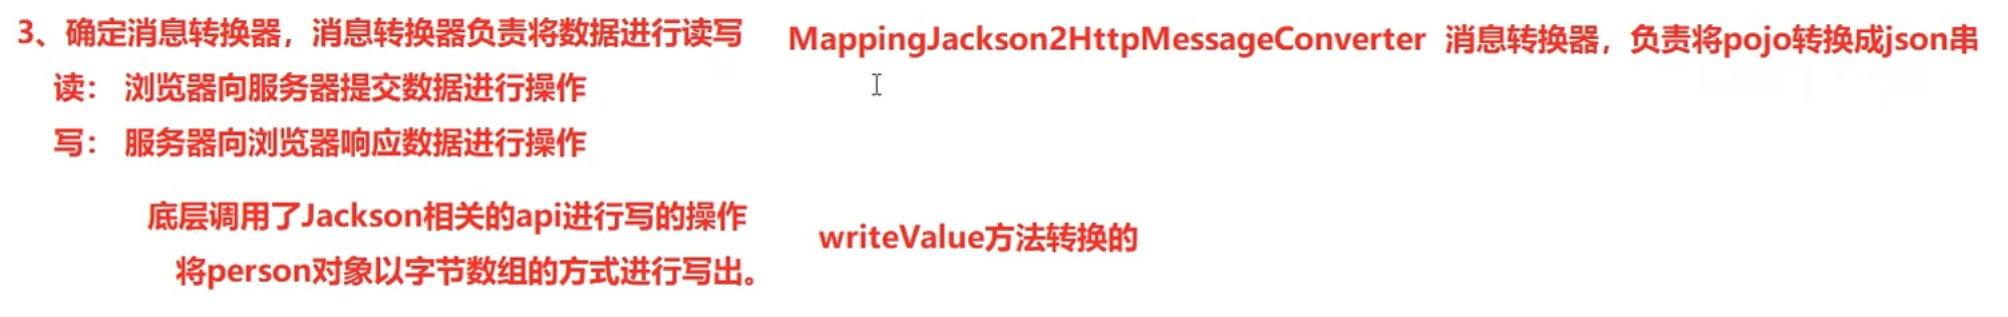 3、确定消息转换器，消息转换器负责将数据进行读写
MappingJackson2HttpMessageConverter 消息转换器，负责将pojo转换成json串
读： 浏览器向服务器提交数据进行操作
写： 服务器向浏览器响应数据进行操作
底层调用了Jackson相关的api进行写的操作
writeValue方法转换的
将person对象以字节数组的方式进行写出。